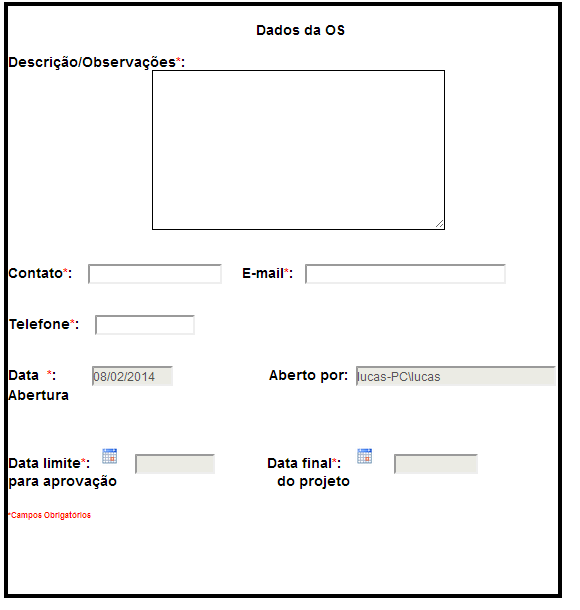 Dados da OS
Descrição/Observações*:
Contato*: E-mail*:
Telefone*:
Data *: 08/02/2014 Aberto por: lucas-PC\lucas
Abertura
Data limite*: Data final*:
para aprovação do projeto
*Campos Obrigatórios